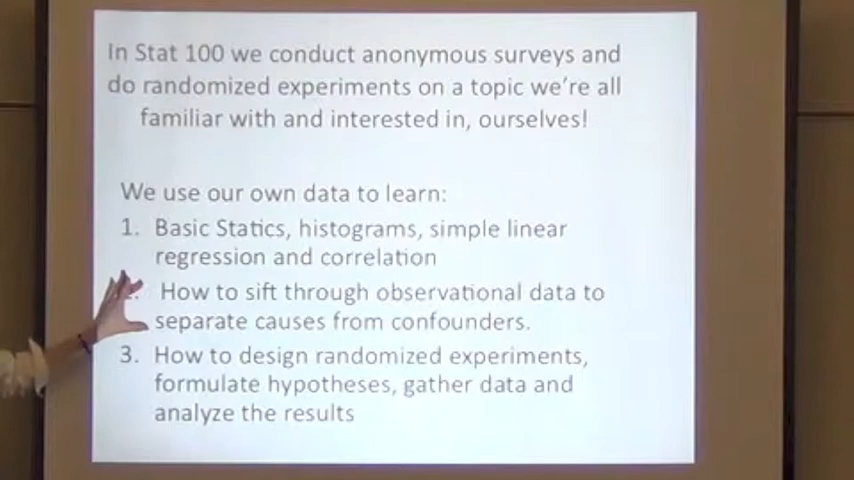 In Stat 100 we conduct anonymous surveys and
do randomized experiments on a topic we're all
familiar with and interested in, ourselves!
We use our own data to learn:
1. Basic Statics, histograms, simple linear
regression and correlation
How to sift through observational data to
separate causes from confounders.
3. How to design randomized experiments,
formulate hypotheses, gather data and
analyze the results